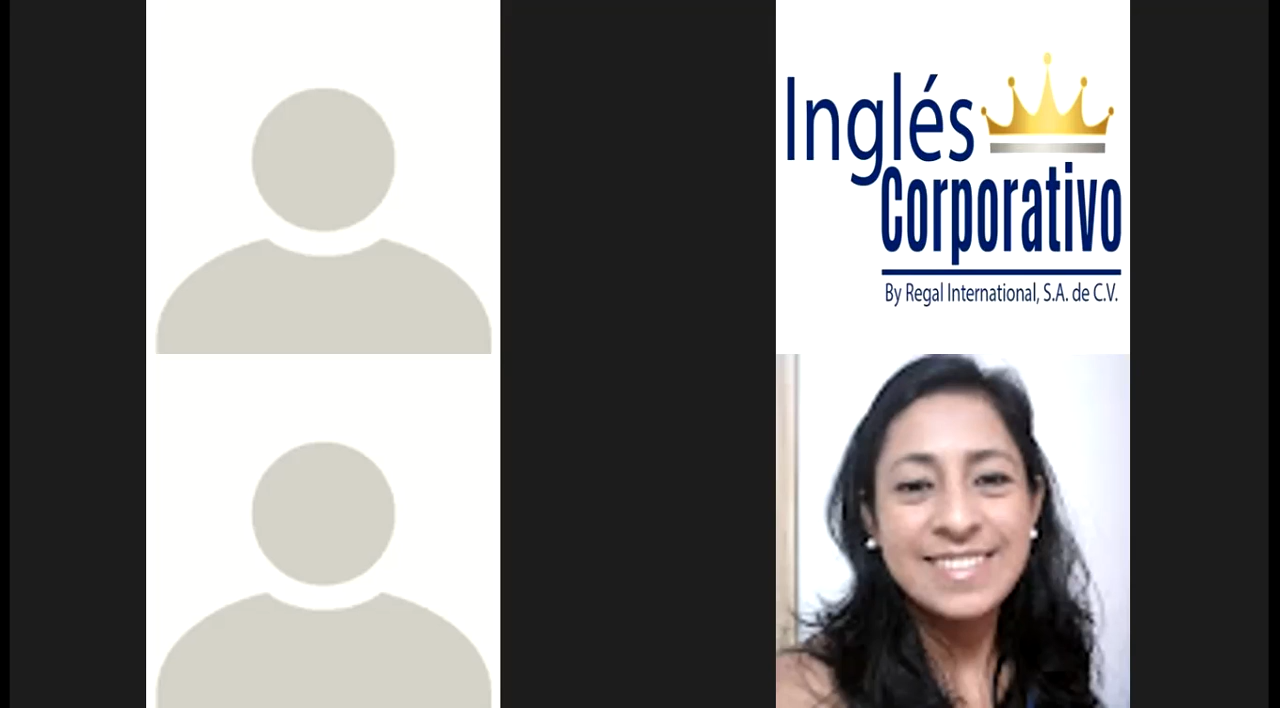 Inglés
Corporativo
By Regal International, S.A. de C.V.